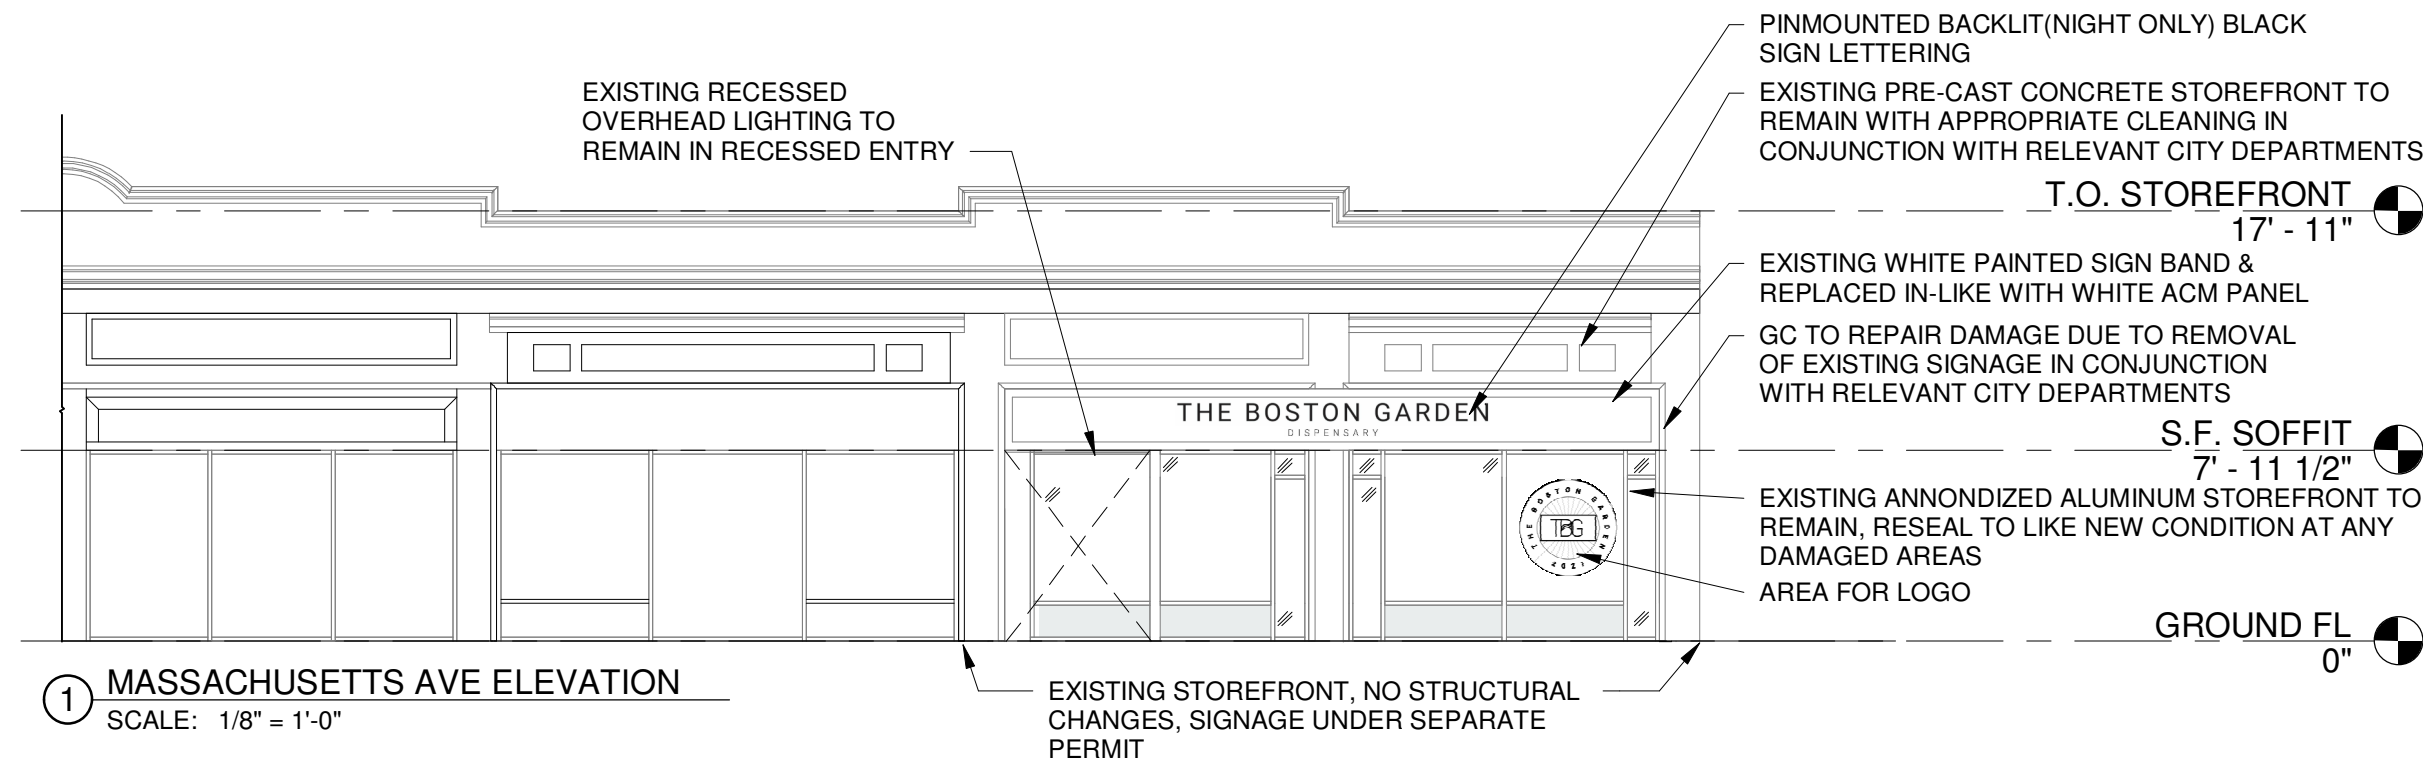 PINMOUNTED BACKLIT(NIGHT ONLY) BLACK
SIGN LETTERING
EXISTING RECESSED
OVERHEAD LIGHTING TO
REMAIN IN RECESSED ENTRY
EXISTING PRE-CAST CONCRETE STOREFRONT TO
REMAIN WITH APPROPRIATE CLEANING IN
CONJUNCTION WITH RELEVANT CITY DEPARTMENTS
T.O. STOREFRONT
17' - 11"
EXISTING WHITE PAINTED SIGN BAND &
REPLACED IN-LIKE WITH WHITE ACM PANEL
GC TO REPAIR DAMAGE DUE TO REMOVAL
OF EXISTING SIGNAGE IN CONJUNCTION
WITH RELEVANT CITY DEPARTMENTS
THE BOSTON GARDEN
DISPENSARY
S.F. SOFFIT
7' - 11 1/2"
EXISTING ANNONDIZED ALUMINUM STOREFRONT TO
REMAIN, RESEAL TO LIKE NEW CONDITION AT ANY
DAMAGED AREAS
THE BOSTON GARDEN
TBG
AREA FOR LOGO
GROUND FL
0"
1 MASSACHUSETTS AVE ELEVATION
SCALE: 1/8" = 1'-0"
EXISTING STOREFRONT, NO STRUCTURAL
CHANGES, SIGNAGE UNDER SEPARATE
PERMIT